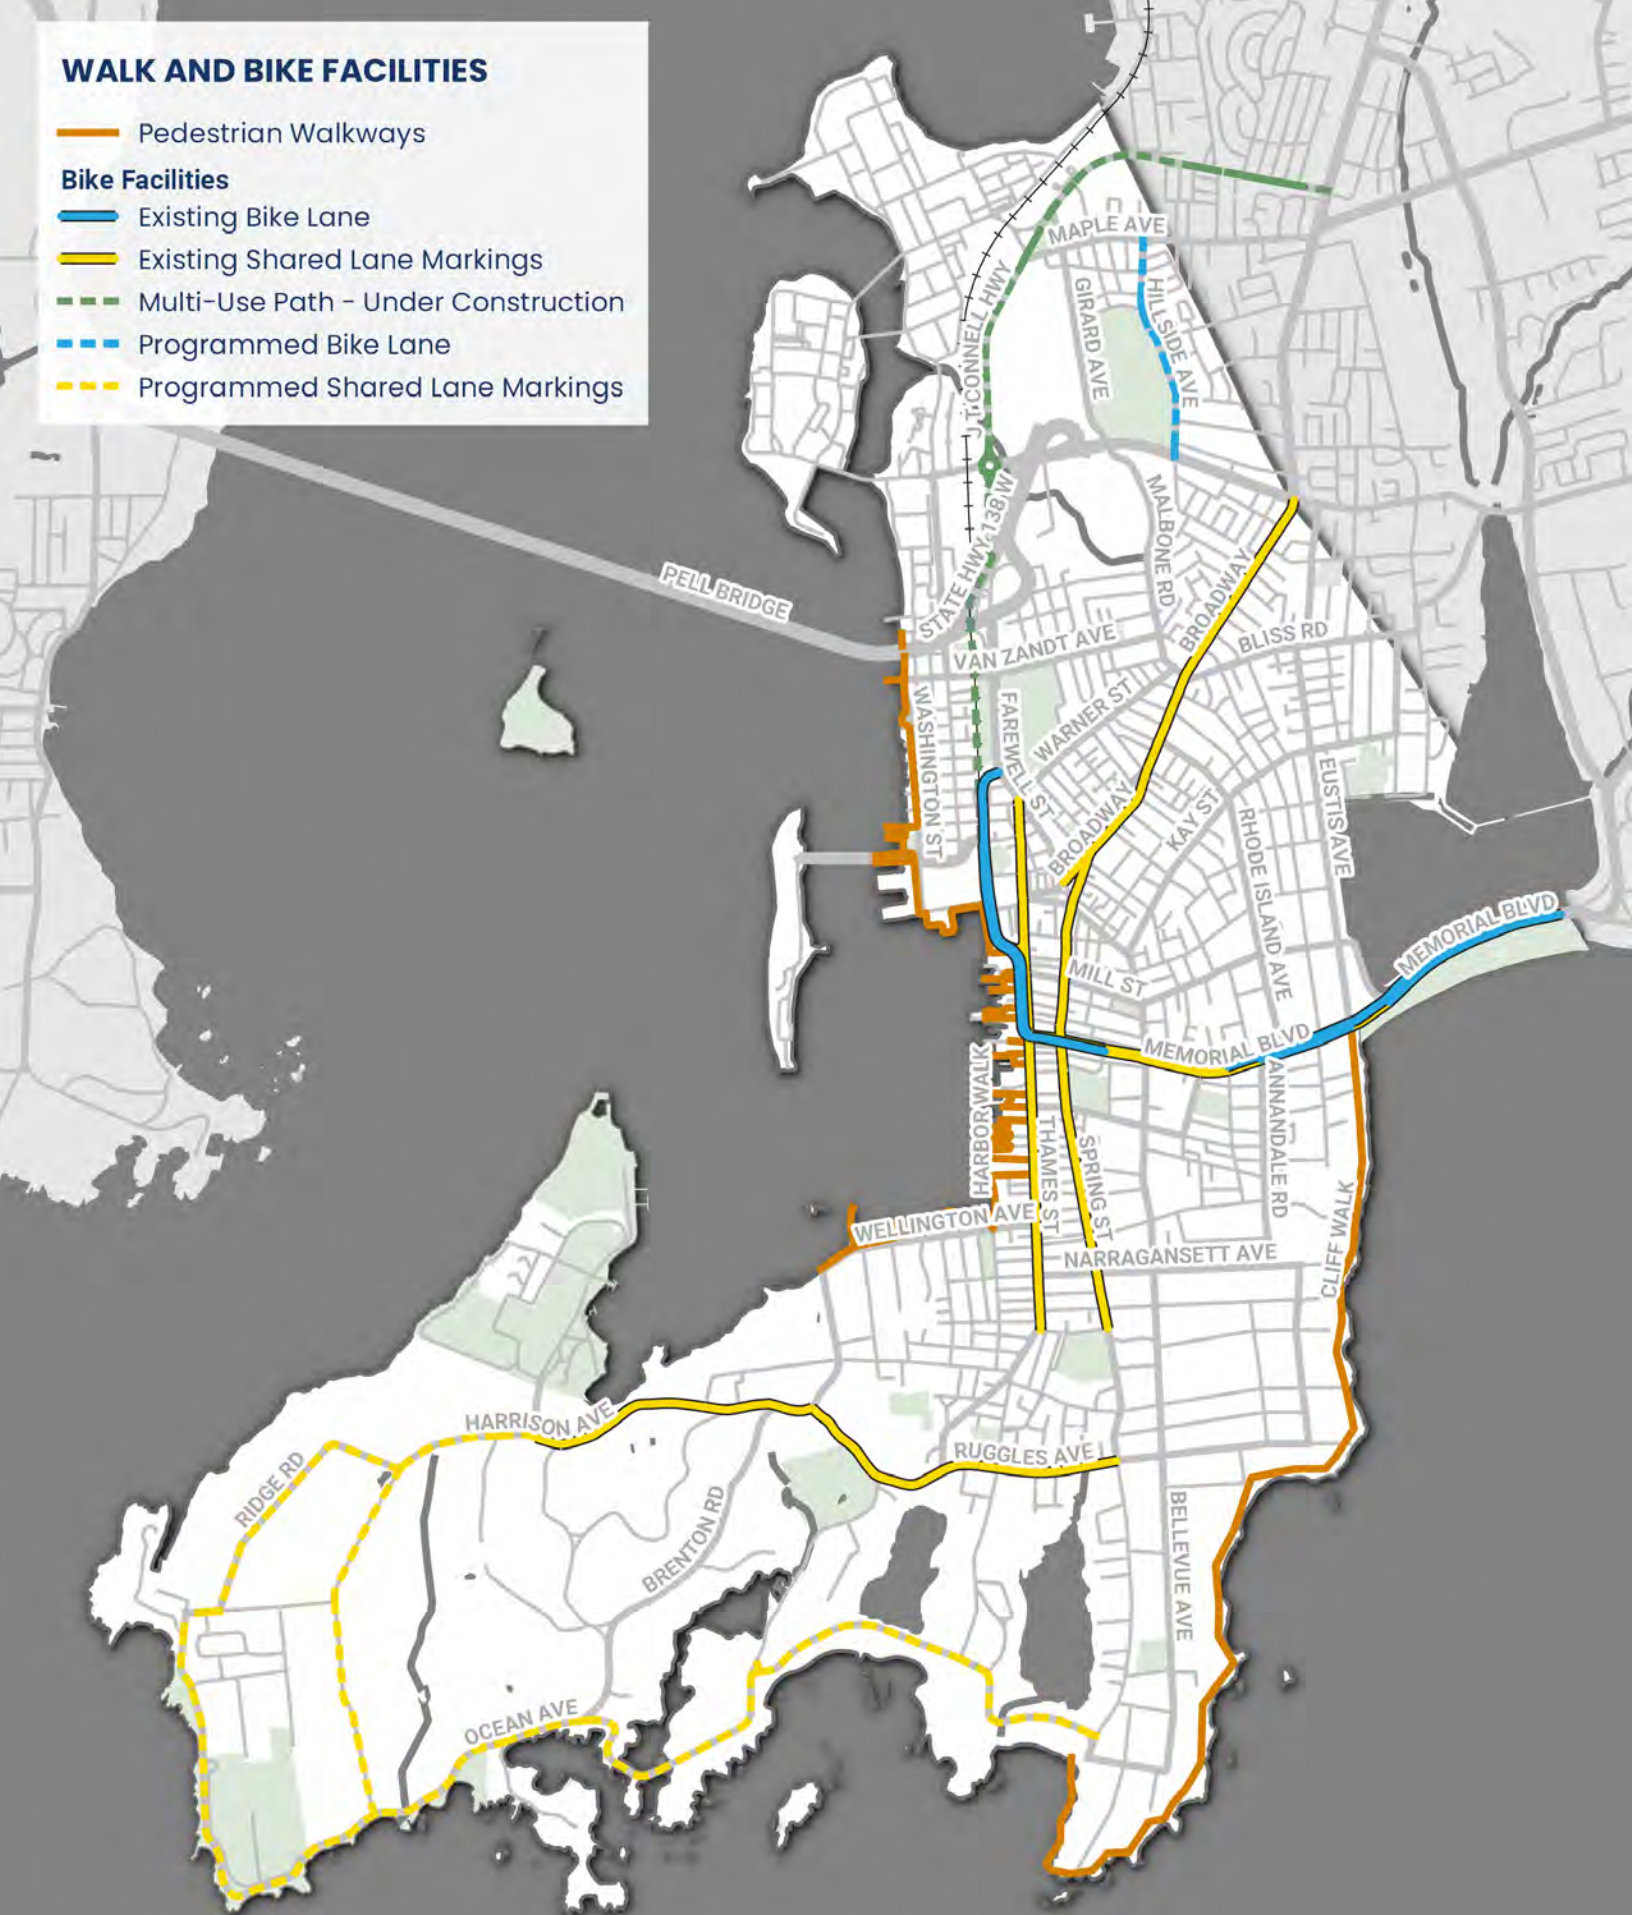 WALK AND BIKE FACILITIES
Pedestrian Walkways
Bike Facilities
Existing Bike Lane
Existing Shared Lane Markings
Multi-Use Path - Under Construction
Programmed Bike Lane
Programmed Shared Lane Markings
MAPLE AVE
J T CONNELL HWY
GIRARD AVE
HILLSIDE AVE
STATE HWY 138 W
MALBONE RD
PELL BRIDGE
BROADWAY
BLISS RD
VAN ZANDT AVE
WASHINGTON ST
FAREWELL ST
WARNER ST
BROADWAY
KAY ST
RHODE ISLAND AVE
EUSTIS AVE
MEMORIAL BLVD
MILL ST
MEMORIAL BLVD
HARBOR WALK
THAMES ST
SPRING ST
ANNANDALE RD
CLIFF WALK
WELLINGTON AVE
NARRAGANSETT AVE
HARRISON AVE
RUGGLES AVE
RIDGE RD
BRENTON RD
BELLEVUE AVE
OCEAN AVE